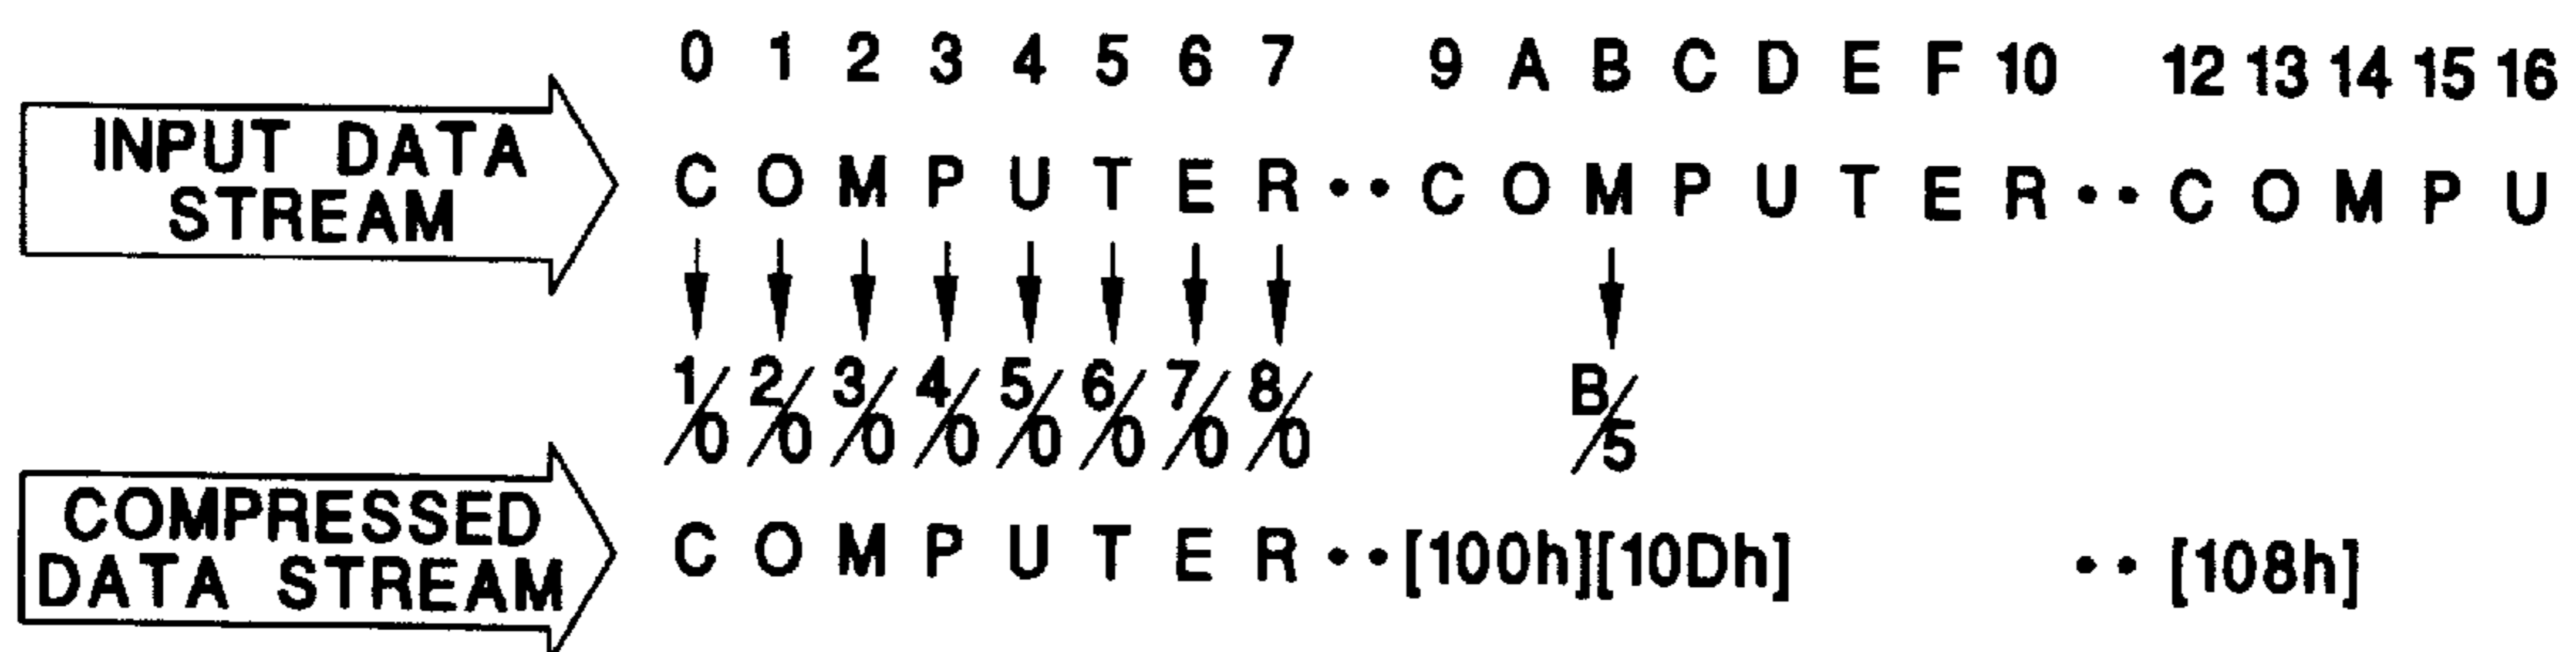 0 1 2 3 4 5 6 7 9 A B C D E F 10 12 13 14 15 16
INPUT DATA
STREAM
C O M P U T E R • • C O M P U T E R • • C O M P U
1/0 2/0 3/0 4/0 5/0 6/0 7/0 8/0 B/5
COMPRESSED
DATA STREAM
C O M P U T E R • • [100h][10Dh] • • [108h]